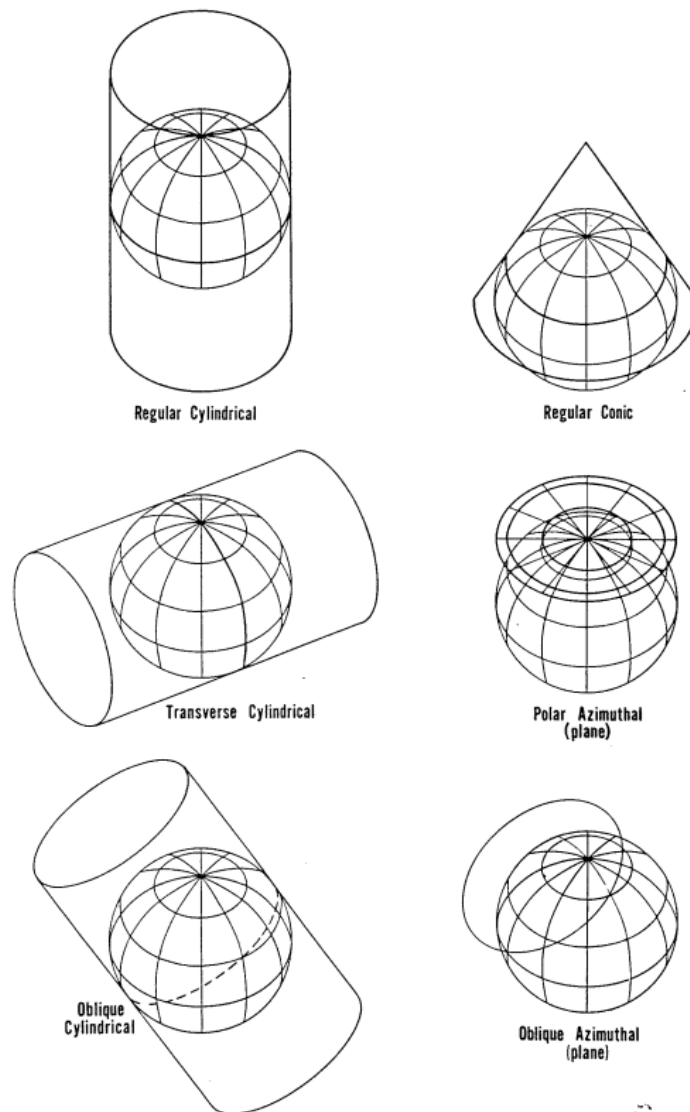 Regular Cylindrical
Regular Conic
Transverse Cylindrical
Polar Azimuthal
(plane)
Oblique
Cylindrical
Oblique Azimuthal
(plane)